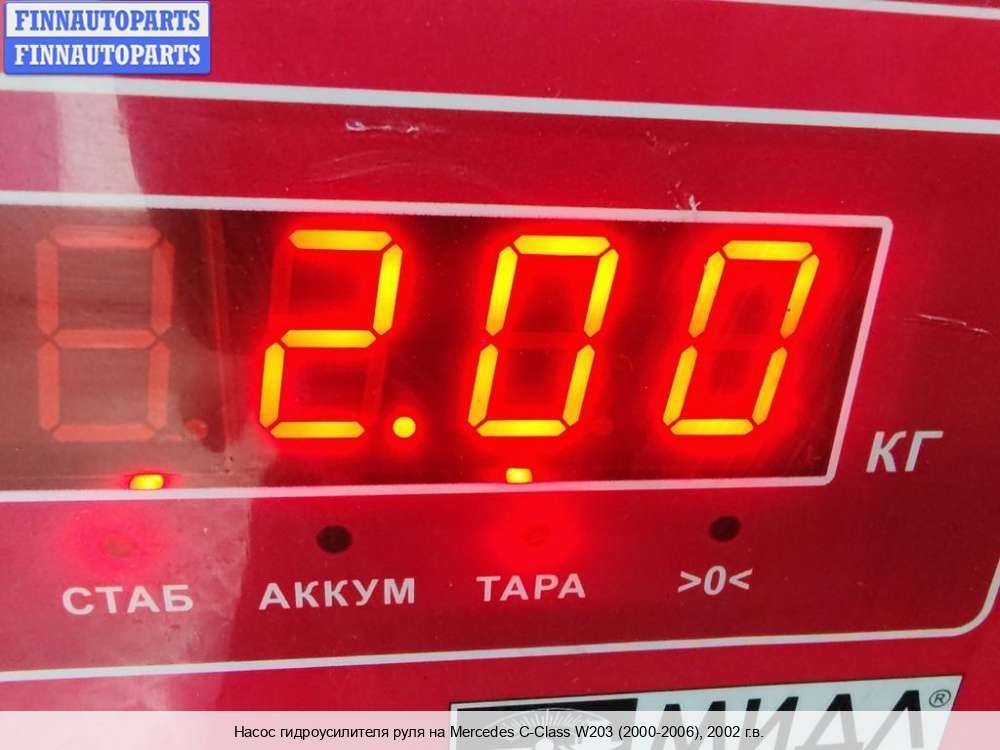 FINNAUTOPARTS
FINNAUTOPARTS
2.00
КГ
СТАБ АККУМ ТАРА >0<
МИДЛ®
Насос гидроусилителя руля на Mercedes C-Class W203 (2000-2006), 2002 г.в.